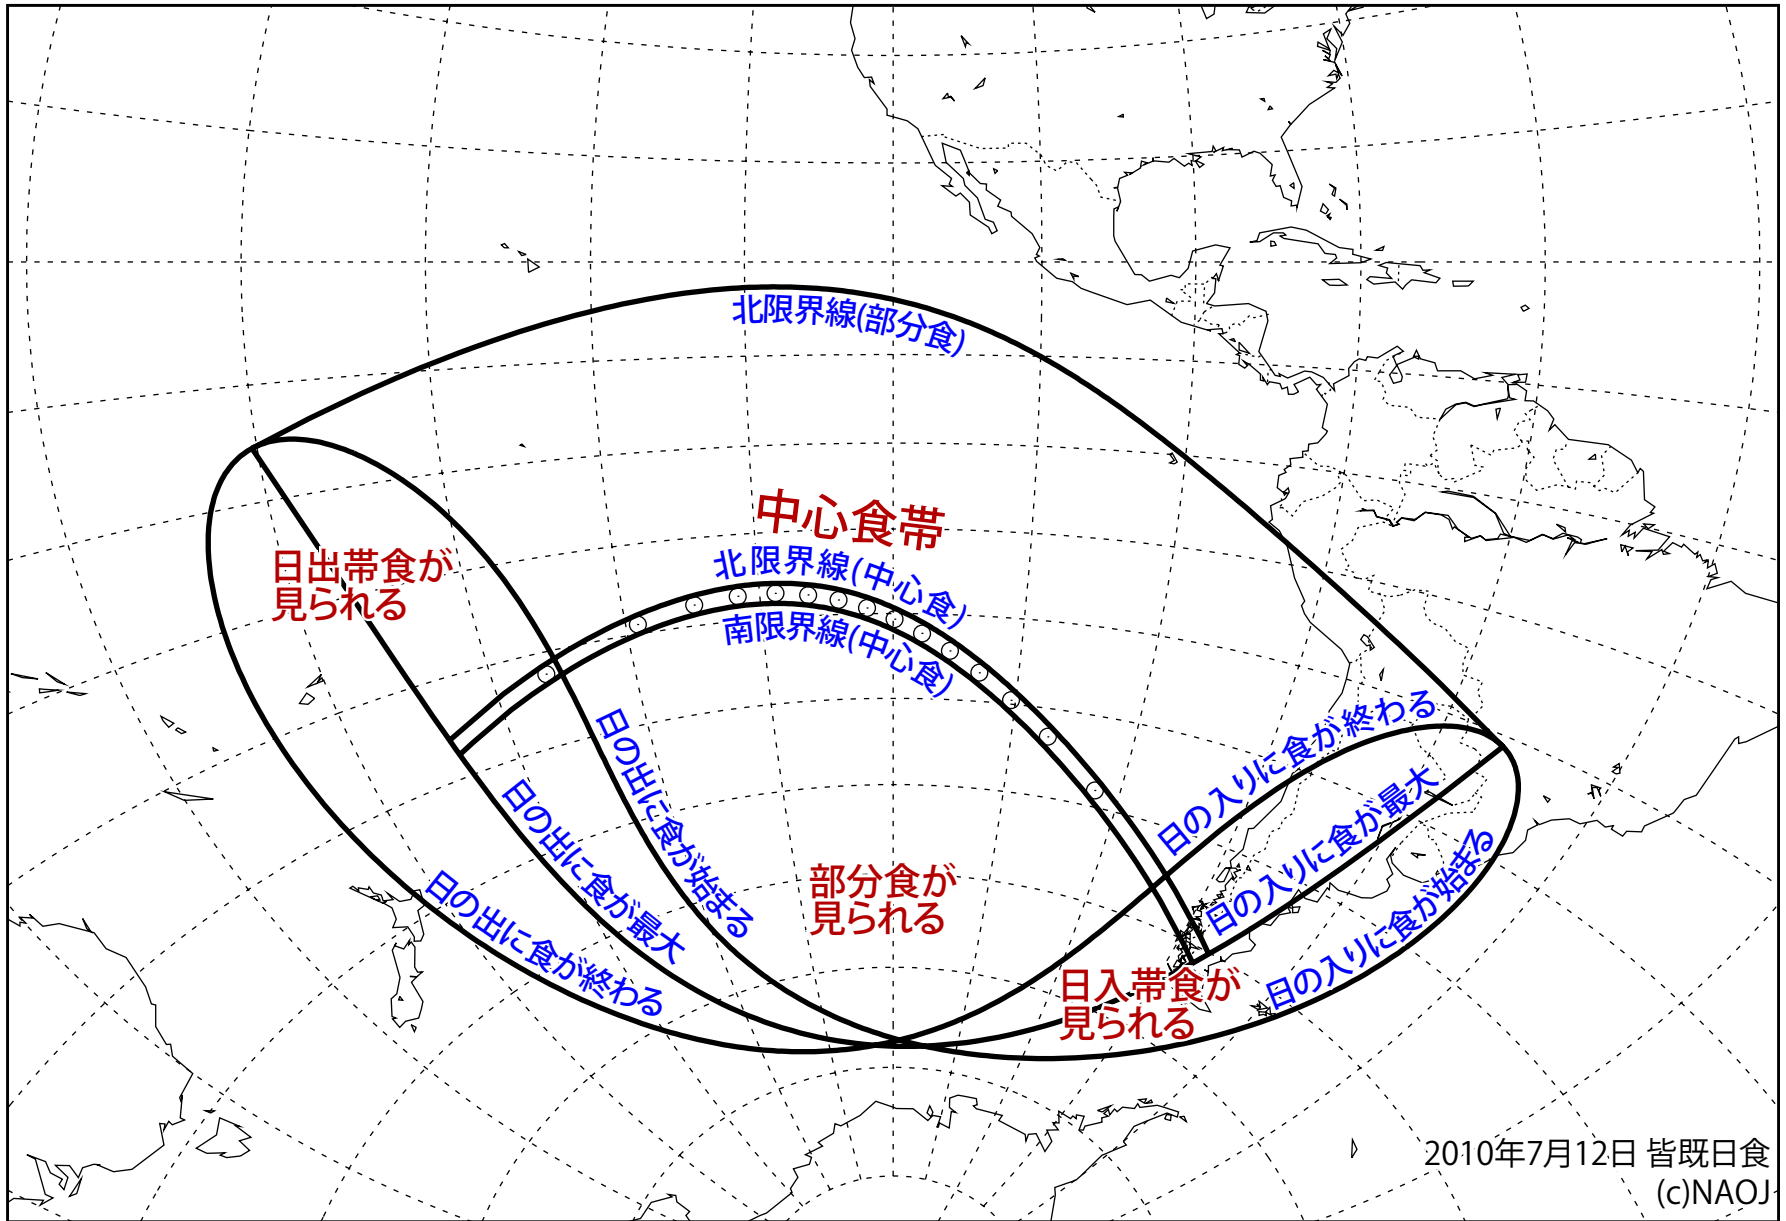 北限界線(部分食)
中心食帯
北限界線(中心食)
南限界線(中心食)
日出帯食が
見られる
日の出に食が始まる
日の出に食が最大
日の出に食が終わる
部分食が
見られる
日の入りに食が終わる
日の入りに食が最大
日の入りに食が始まる
日入帯食が
見られる
2010年7月12日 皆既日食
(c)NAOJ